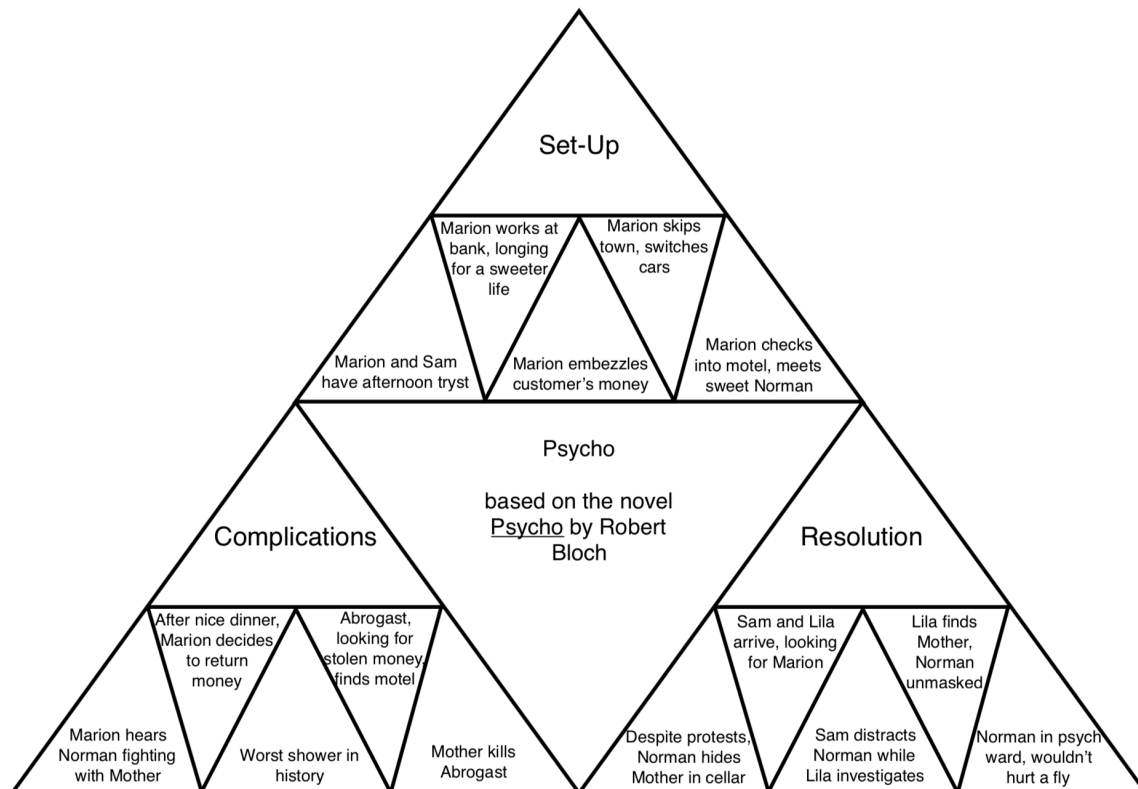 Set-Up
Marion and Sam
have afternoon tryst
Marion works at
bank, longing
for a sweeter
life
Marion embezzles
customer's money
Marion skips
town, switches
cars
Marion checks
into motel, meets
sweet Norman
Psycho
based on the novel
Psycho by Robert
Bloch
Complications
Marion hears
Norman fighting
with Mother
After nice dinner,
Marion decides
to return
money
Worst shower in
history
Abrogast,
looking for
stolen money,
finds motel
Mother kills
Abrogast
Resolution
Despite protests,
Norman hides
Mother in cellar
Sam and Lila
arrive, looking
for Marion
Sam distracts
Norman while
Lila investigates
Lila finds
Mother,
Norman
unmasked
Norman in psych
ward, wouldn't
hurt a fly